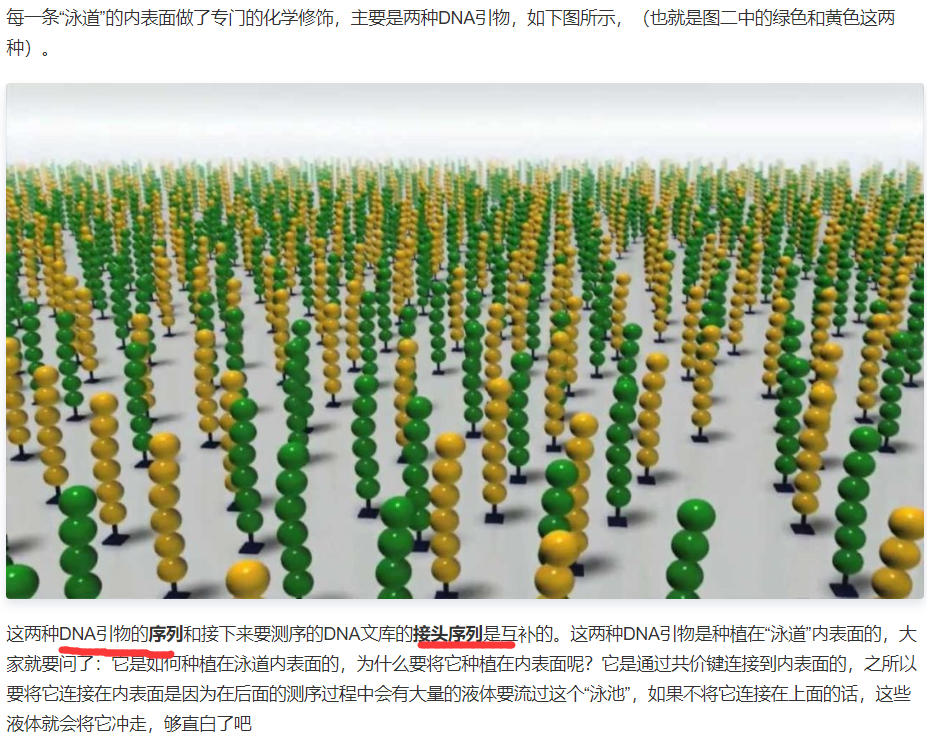 每一条“泳道”的内表面做了专门的化学修饰，主要是两种DNA引物，如下图所示，（也就是图二中的绿色和黄色这两
种）。
这两种DNA引物的序列和接下来要测序的DNA文库的接头序列是互补的。这两种DNA引物是种植在“泳道”内表面的，大
家就要问了：它是如何种植在泳道内表面的，为什么要将它种植在内表面呢？它是通过共价键连接到内表面的，之所以
要将它连接在内表面是因为在后面的测序过程中会有大量的液体要流过这个“泳池”，如果不将它连接在上面的话，这些
液体就会将它冲走，够直白了吧